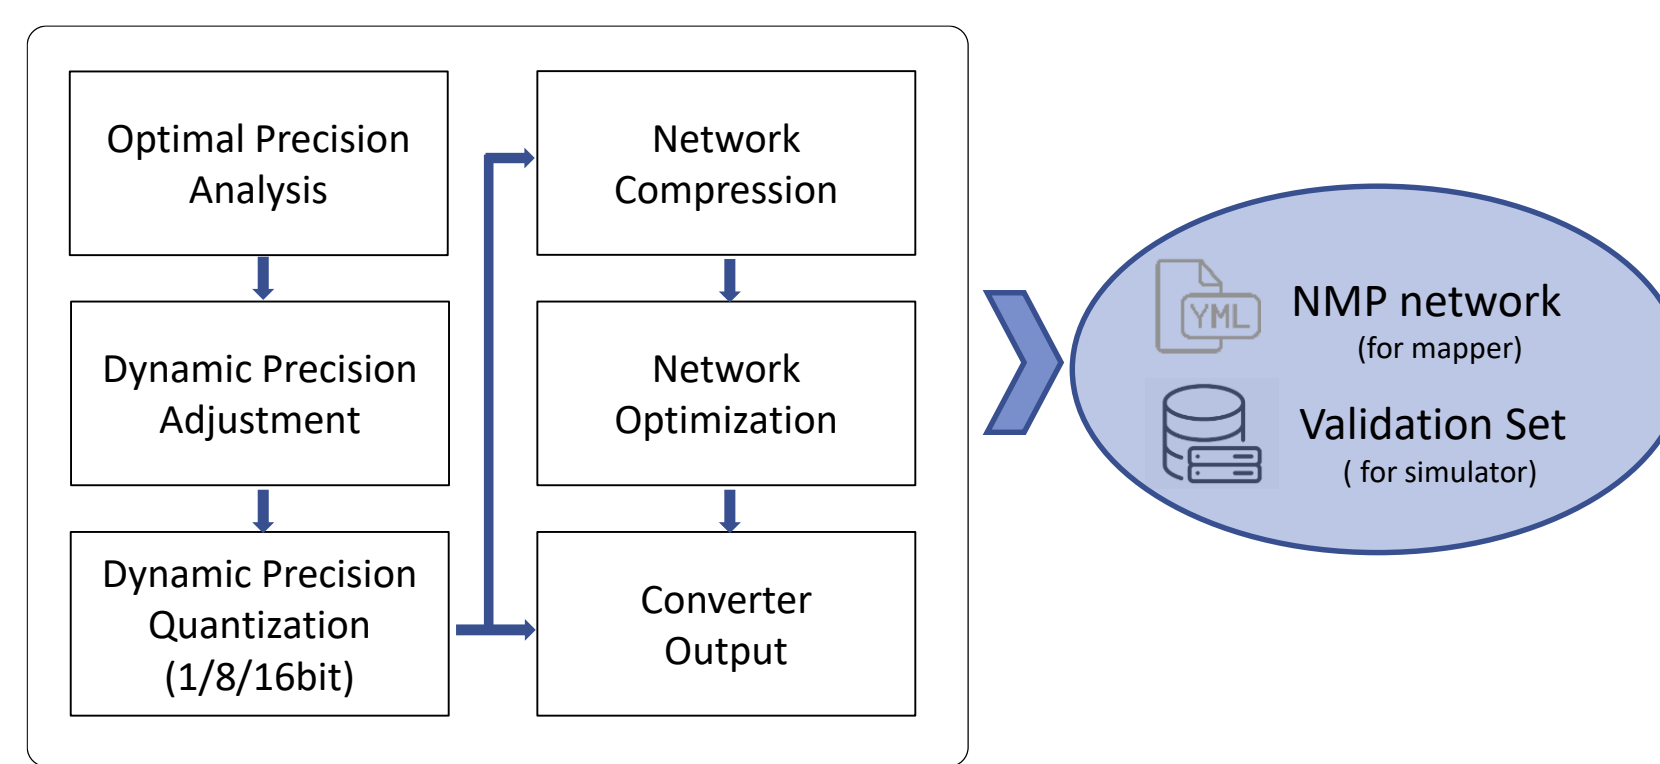 Optimal Precision
Analysis
Dynamic Precision
Adjustment
Dynamic Precision
Quantization
(1/8/16bit)
Network
Compression
Network
Optimization
Converter
Output
YML
NMP network
(for mapper)
Validation Set
( for simulator)